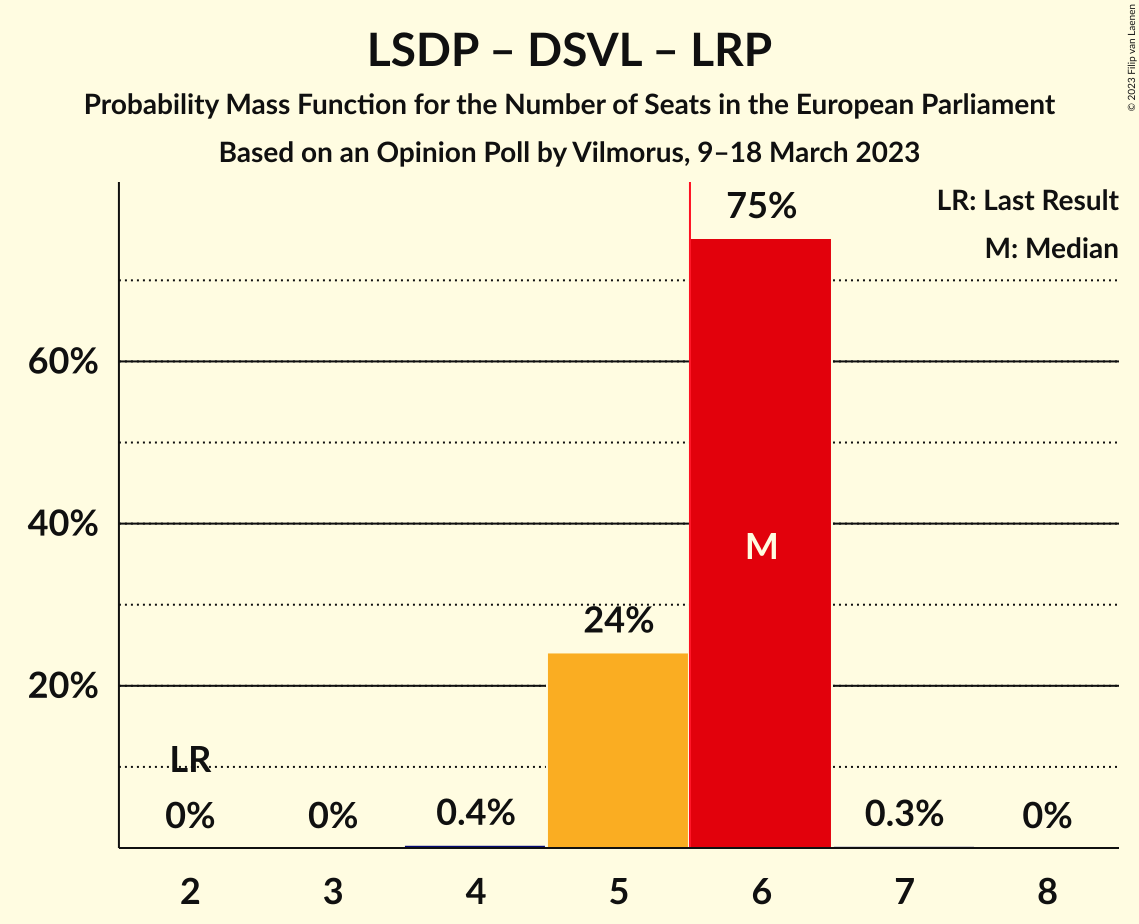 LSDP – DSVL – LRP
Probability Mass Function for the Number of Seats in the European Parliament
Based on an Opinion Poll by Vilmorus, 9–18 March 2023
© 2023 Filip van Laenen
LR: Last Result
M: Median
75%
60%
40%
M
24%
20%
LR
0%
0%
0.4%
0.3%
0%
2
3
4
5
6
7
8